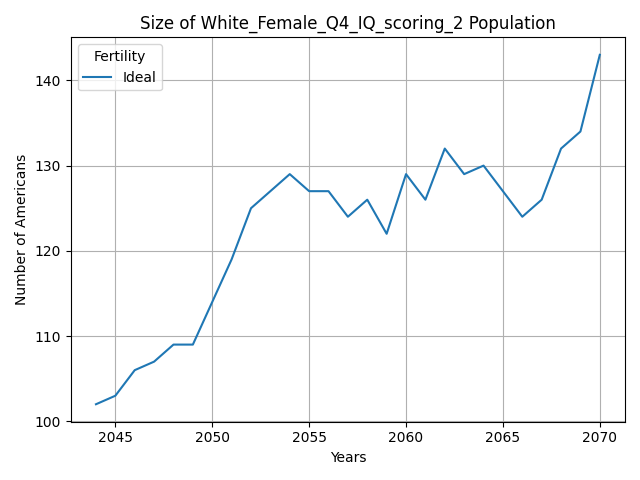 Size of White_Female_Q4_IQ_scoring_2 Population
Fertility
Ideal
Number of Americans
140
130
120
110
100
2045 2050 2055 2060 2065 2070
Years